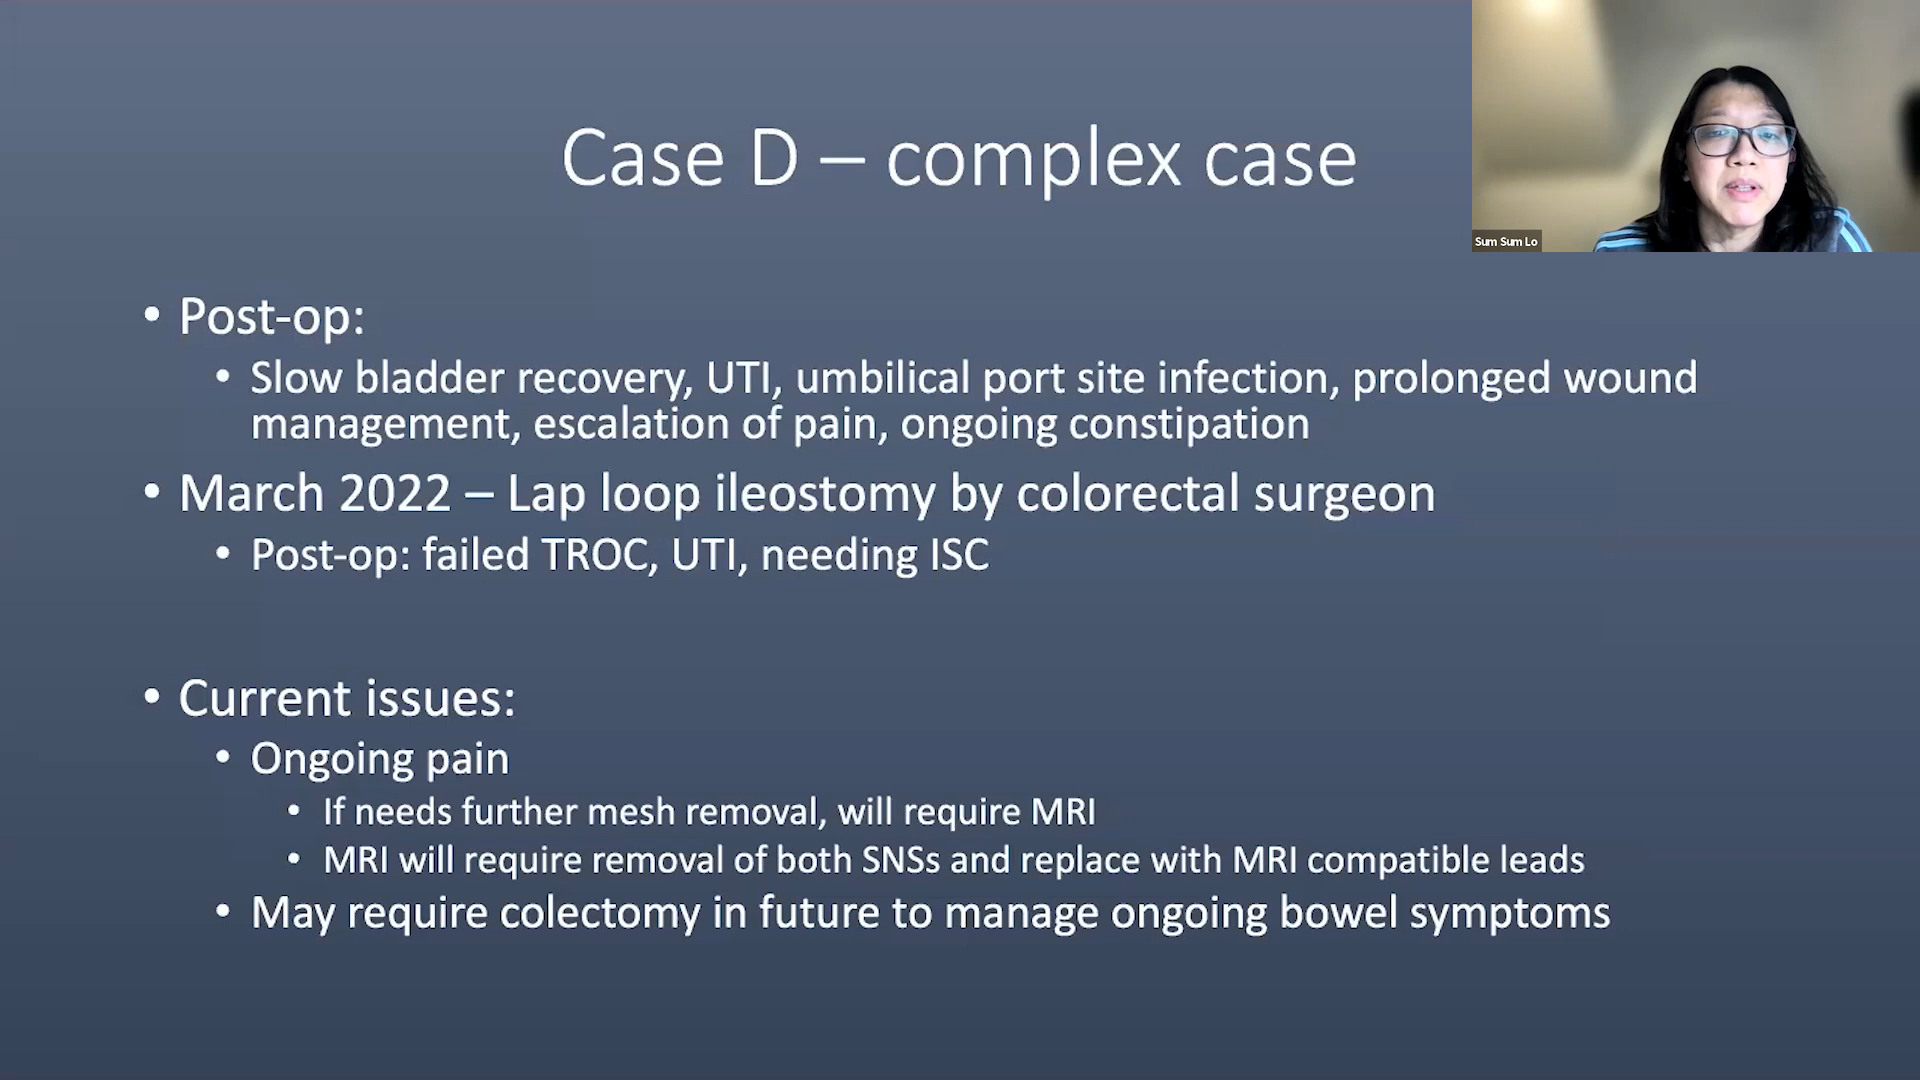 Case D – complex case
Sum Sum Lo
• Post-op:
• Slow bladder recovery, UTI, umbilical port site infection, prolonged wound
management, escalation of pain, ongoing constipation
• March 2022 – Lap loop ileostomy by colorectal surgeon
• Post-op: failed TROC, UTI, needing ISC
• Current issues:
• Ongoing pain
• If needs further mesh removal, will require MRI
• MRI will require removal of both SNSs and replace with MRI compatible leads
• May require colectomy in future to manage ongoing bowel symptoms